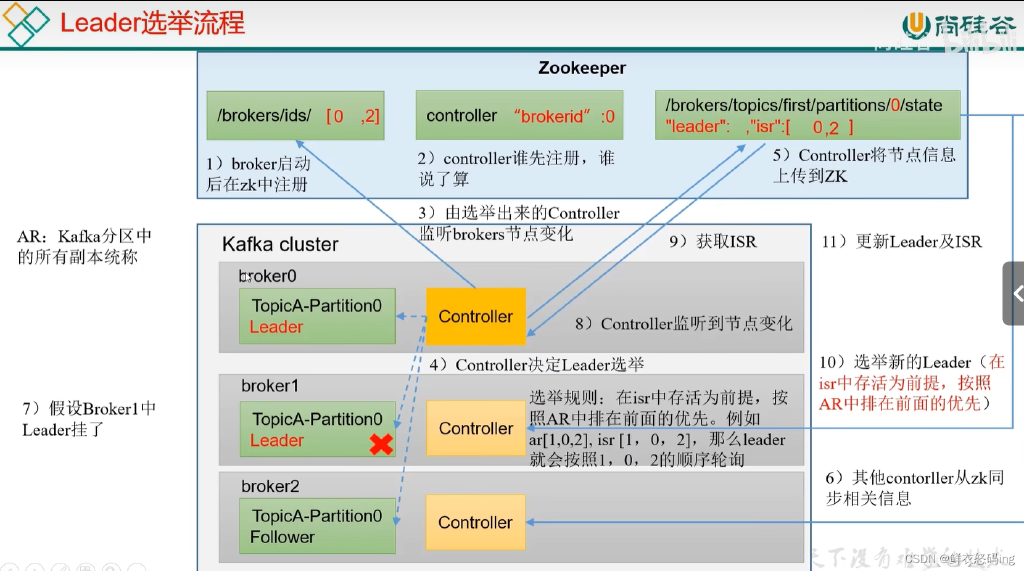 Leader选举流程
尚硅谷
Zookeeper
/brokers/ids/ [0 ,2]
controller “brokerid” :0
/brokers/topics/first/partitions/0/state
"leader": ,"isr":[ 0,2 ]
1）broker启动
后在zk中注册
2）controller谁先注册，谁
说了算
5）Controller将节点信息
上传到ZK
3）由选举出来的Controller
监听brokers节点变化
AR：Kafka分区中
的所有副本统称
Kafka cluster
9）获取ISR
11）更新Leader及ISR
broker0
TopicA-Partition0
Leader
Controller
8）Controller监听到节点变化
4）Controller决定Leader选举
10）选举新的Leader（在
isr中存活为前提，按照
AR中排在前面的优先）
7）假设Broker1中
Leader挂了
broker1
TopicA-Partition0
Leader
Controller
选举规则：在isr中存活为前提，按
照AR中排在前面的优先。例如
ar[1,0,2], isr [1，0，2]，那么leader
就会按照1，0，2的顺序轮询
6）其他contorller从zk同
步相关信息
broker2
TopicA-Partition0
Follower
Controller
CSDN @鲜衣怒码ing